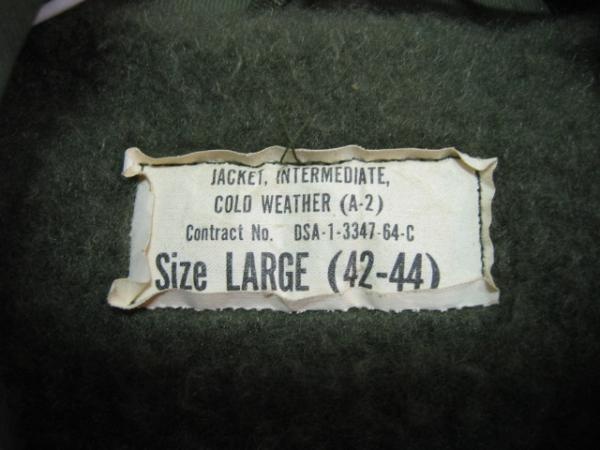 JACKET, INTERMEDIATE,
COLD WEATHER (A-2)
Contract No. DSA-1-3347-64-C
Size LARGE (42-44)